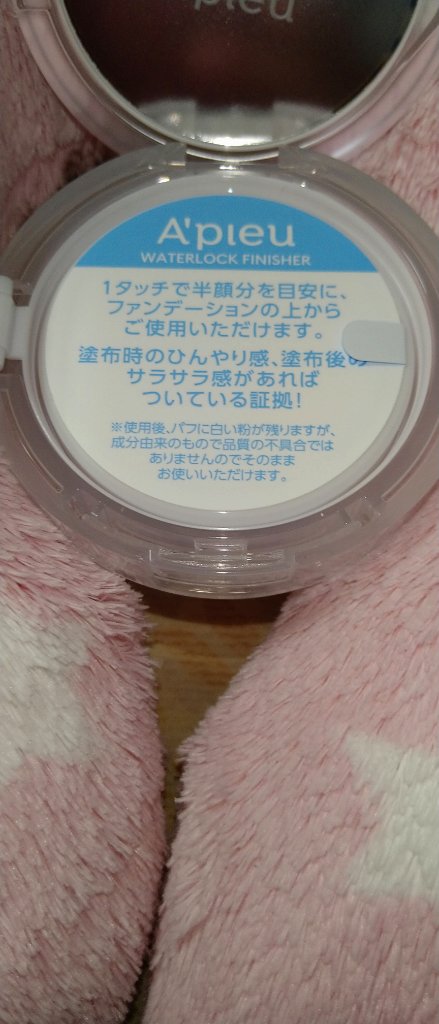 A'pieu
A'pieu
WATERLOCK FINISHER
1タッチで半顔分を目安に、
ファンデーションの上から
ご使用いただけます。
塗布時のひんやり感、塗布後の
サラサラ感があれば
ついている証拠!
※使用後、パフに白い粉が残りますが、
成分由来のもので品質の不具合では
ありませんのでそのまま
お使いいただけます。